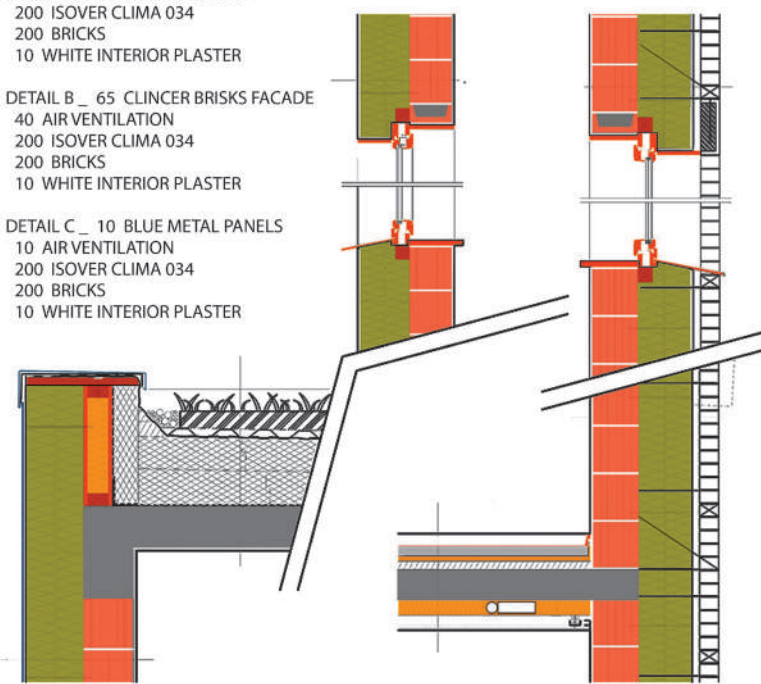 200 ISOVER CLIMA 034
200 BRICKS
10 WHITE INTERIOR PLASTER
DETAIL B _ 65 CLINCER BRISKS FACADE
40 AIR VENTILATION
200 ISOVER CLIMA 034
200 BRICKS
10 WHITE INTERIOR PLASTER
DETAIL C _ 10 BLUE METAL PANELS
10 AIR VENTILATION
200 ISOVER CLIMA 034
200 BRICKS
10 WHITE INTERIOR PLASTER